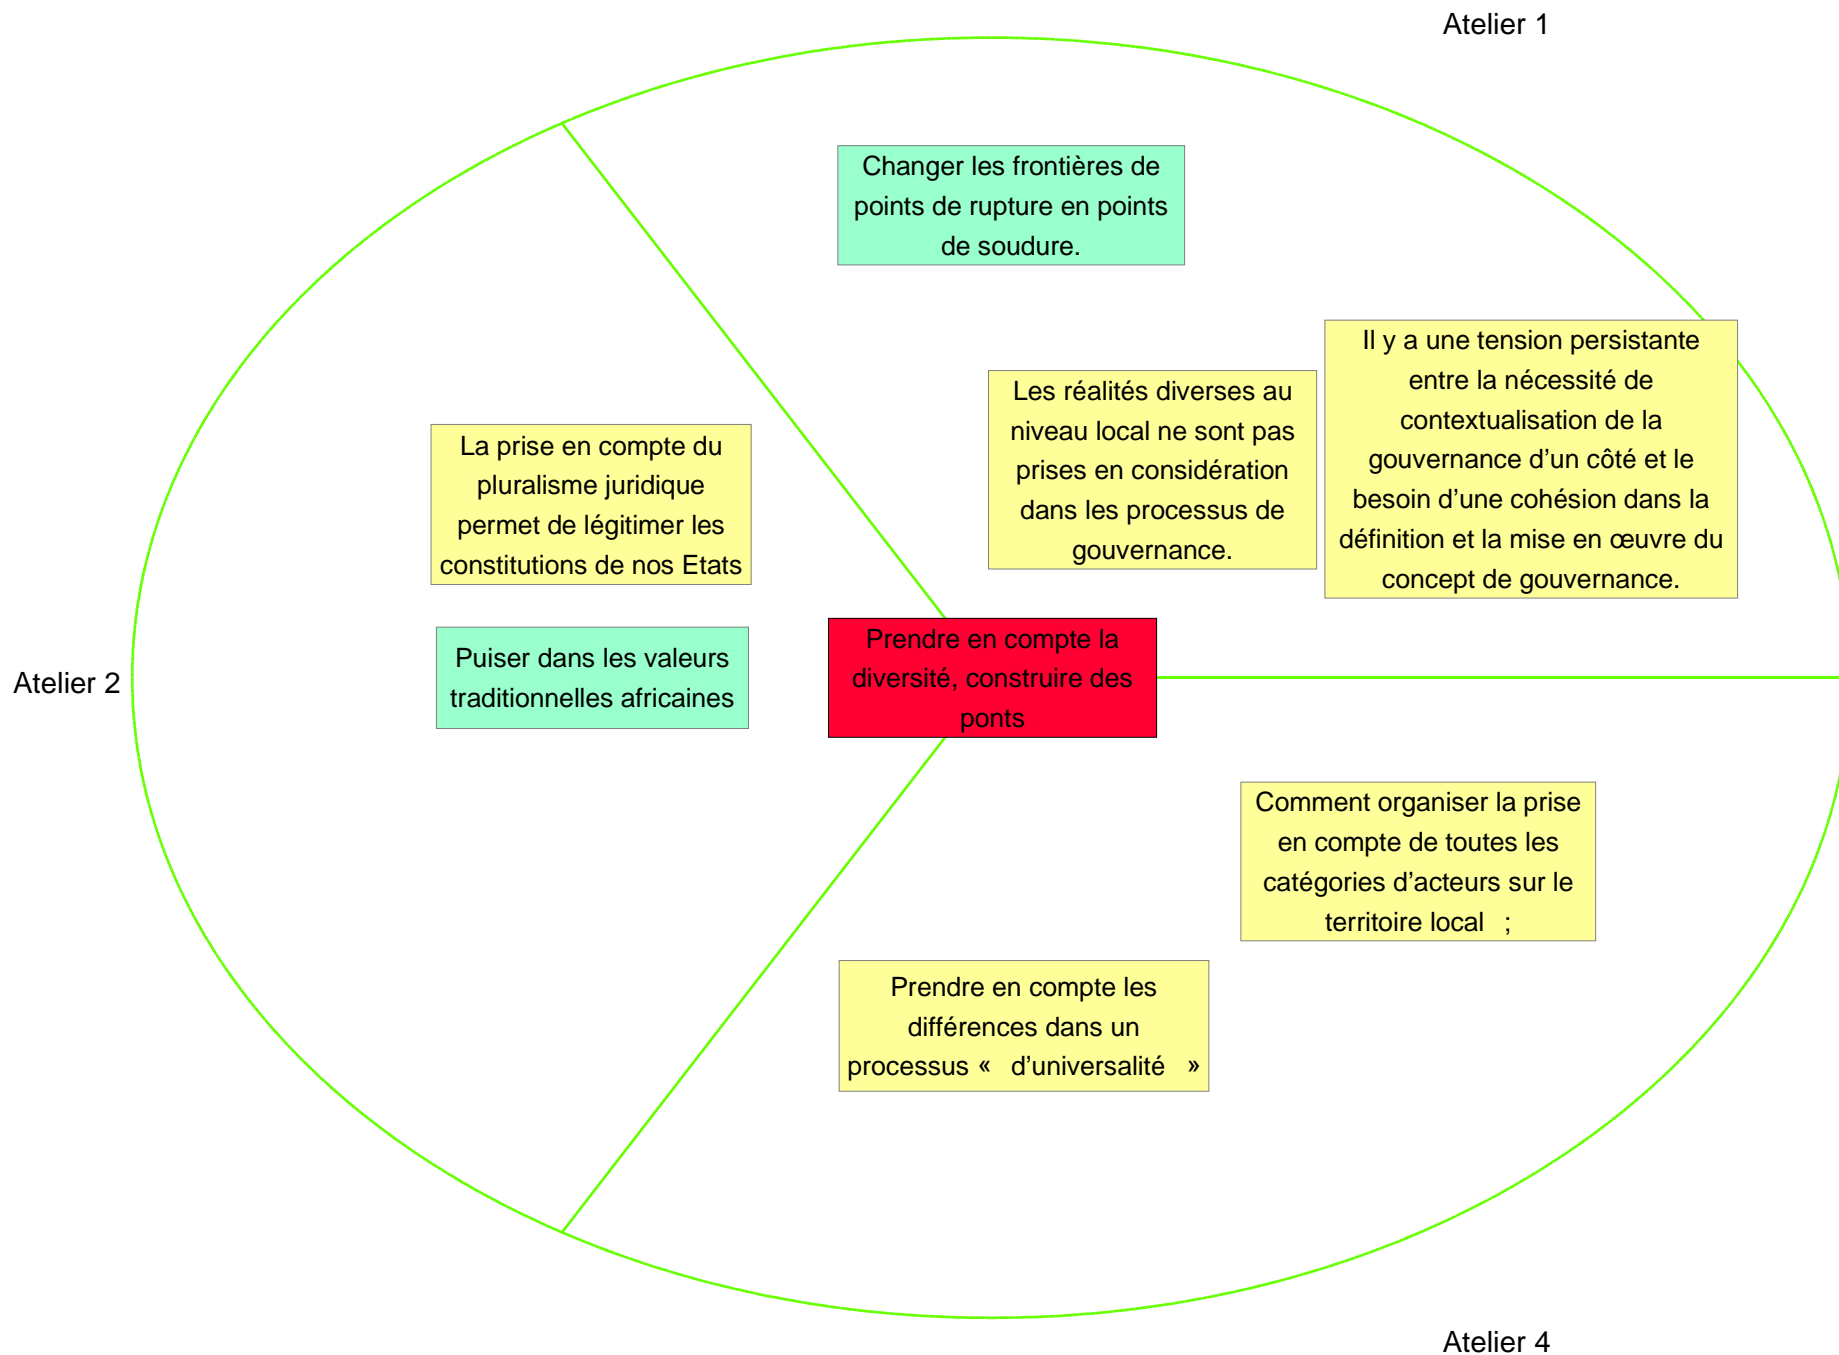 Atelier 1
Changer les frontières de
points de rupture en points
de soudure.
Il y a une tension persistante
entre la nécessité de
contextualisation de la
gouvernance d’un côté et le
besoin d’une cohésion dans la
définition et la mise en œuvre du
concept de gouvernance.
Les réalités diverses au
niveau local ne sont pas
prises en considération
dans les processus de
gouvernance.
La prise en compte du
pluralisme juridique
permet de légitimer les
constitutions de nos Etats
Atelier 2
Puiser dans les valeurs
traditionnelles africaines
Prendre en compte la
diversité, construire des
ponts
Comment organiser la prise
en compte de toutes les
catégories d’acteurs sur le
territoire local ;
Prendre en compte les
différences dans un
processus « d’universalité »
Atelier 4